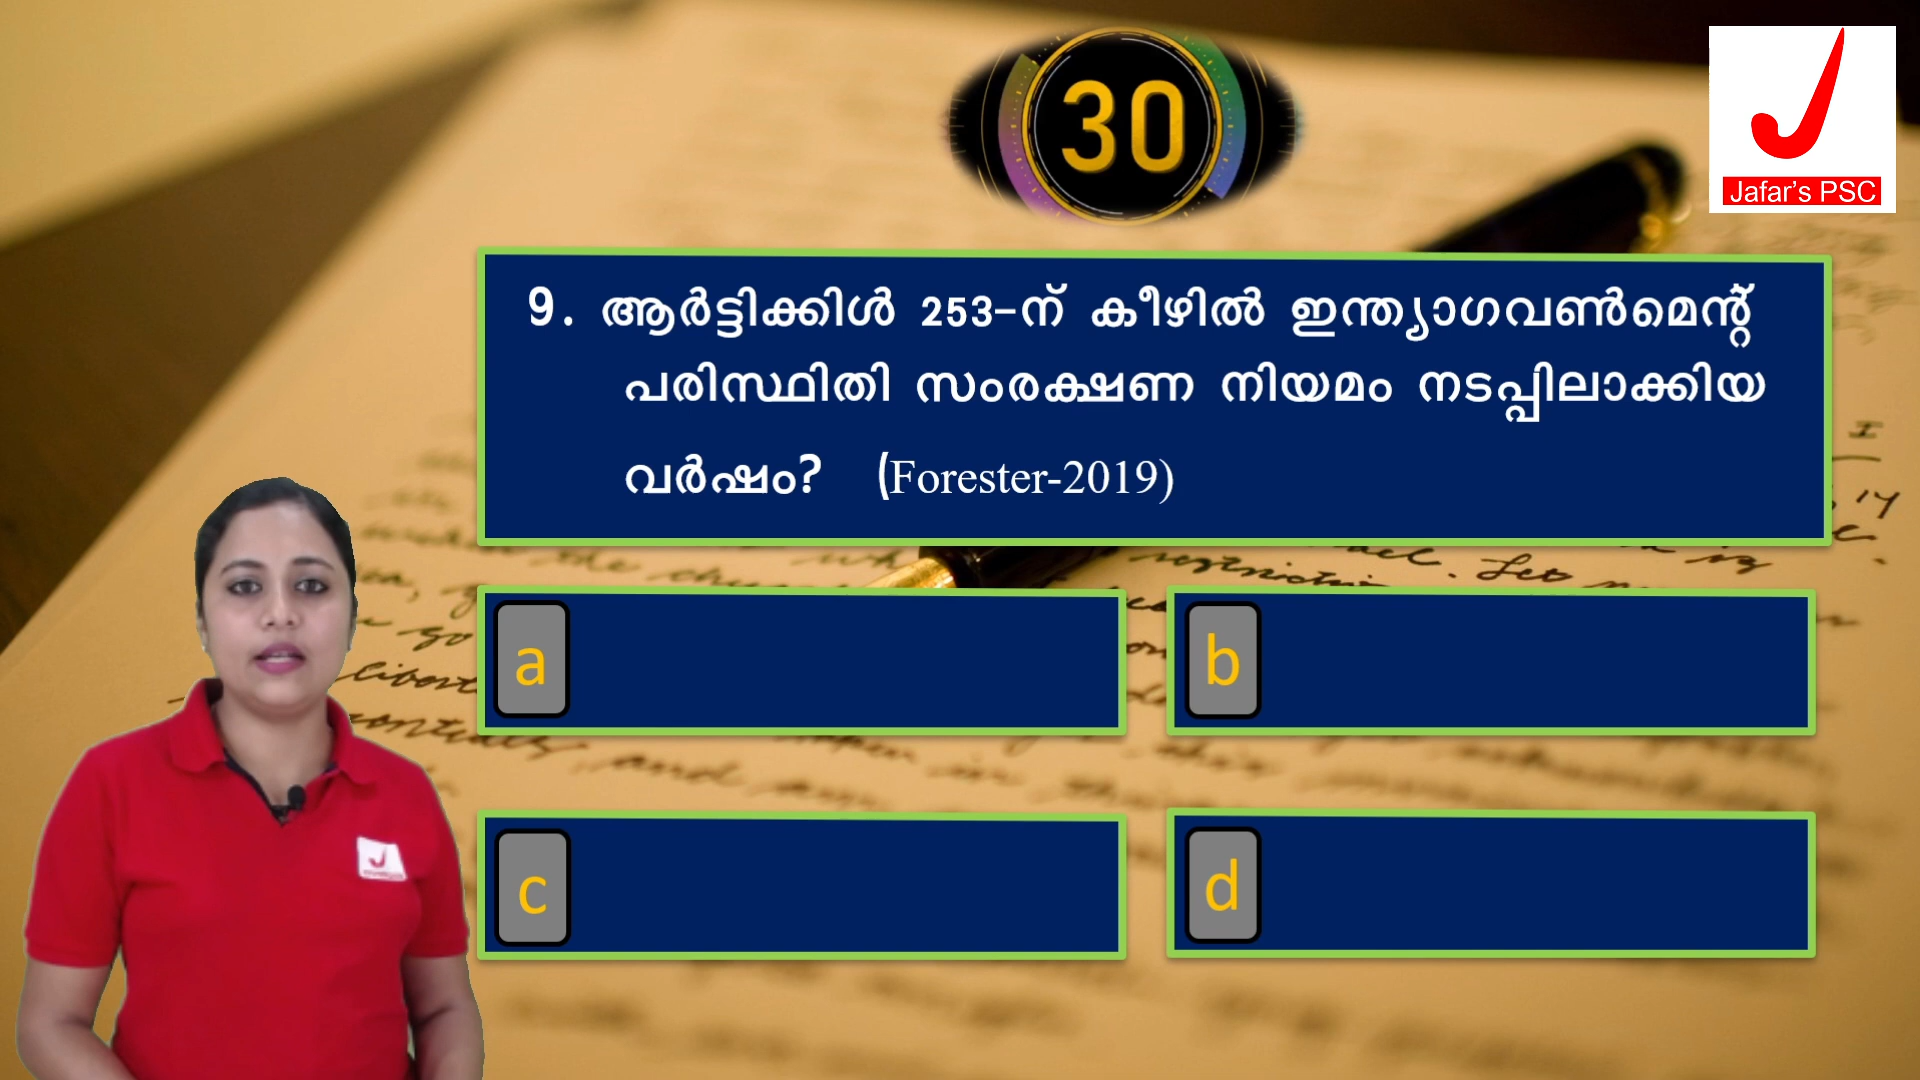 30
Jafar's PSC
9. ആർട്ടിക്കിൾ 253-ന് കീഴിൽ ഇന്ത്യാഗവൺമെന്റ്
പരിസ്ഥിതി സംരക്ഷണ നിയമം നടപ്പിലാക്കിയ
വർഷം? (Forester-2019)
a
b
c
d